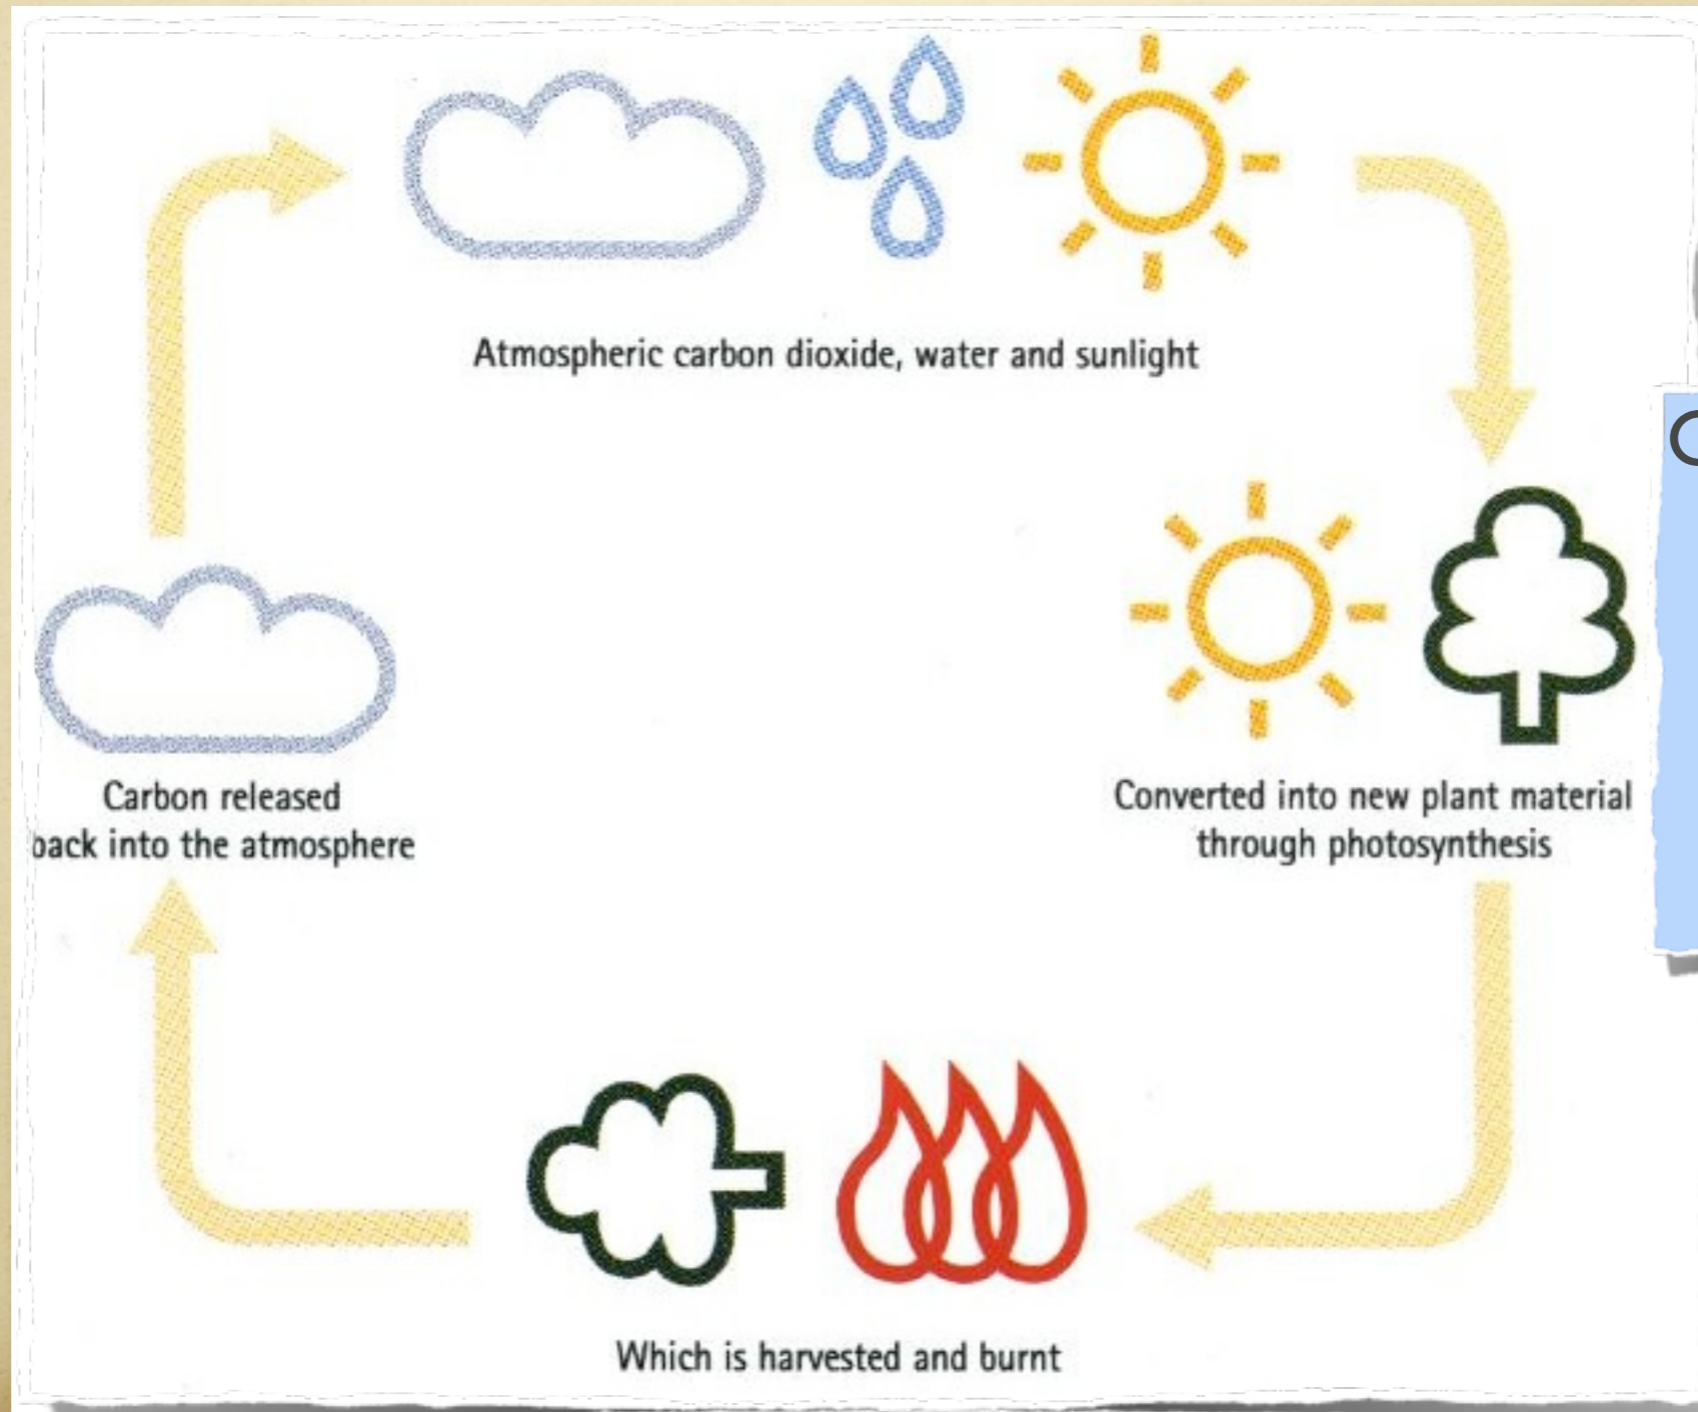 Atmospheric carbon dioxide, water and sunlight
Converted into new plant material
through photosynthesis
Which is harvested and burnt
Carbon released
back into the atmosphere